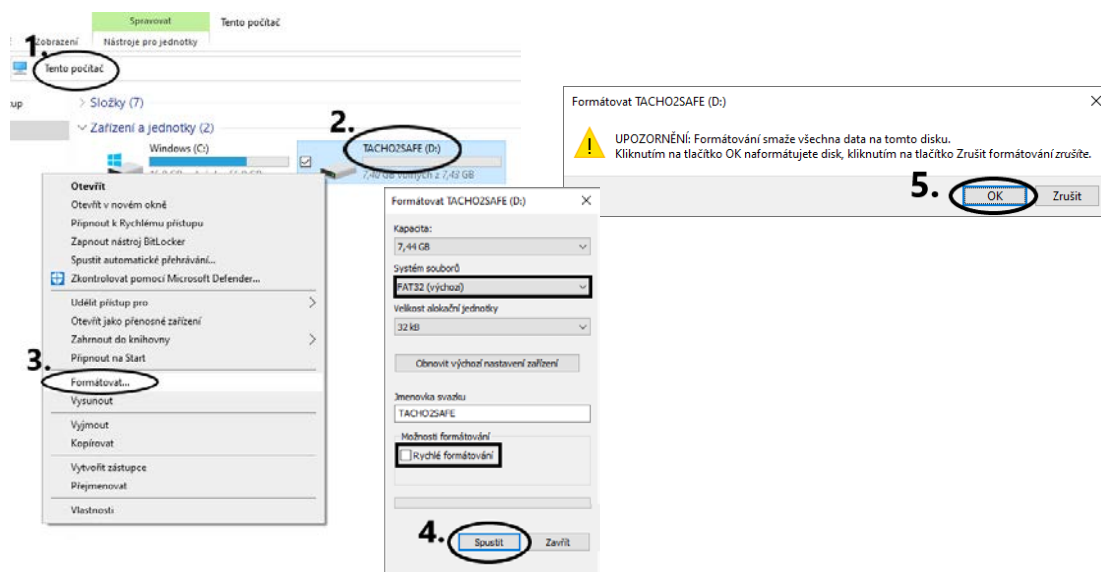 Spravovat
Tento počítač
Zobrazení
Nástroje pro jednotky
1.
Tento počítač
up
Složky (7)
Zařízení a jednotky (2)
Windows (C:)
2.
TACHO2SAFE (D:)
7,40 GB volných z 7,43 GB
Otevřít
Otevřít v novém okně
Připnout k Rychlému přístupu
Zapnout nástroj BitLocker
Spustit automatické přehrávání...
Zkontrolovat pomocí Microsoft Defender...
Udělit přístup pro
Otevřít jako přenosné zařízení
Zahrnout do knihovny
Připnout na Start
3.
Formátovat...
Vysunout
Vyjmout
Kopírovat
Vytvořit zástupce
Přejmenovat
Vlastnosti
Formátovat TACHO2SAFE (D:)
Kapacita:
7,44 GB
Systém souborů
FAT32 (výchozí)
Velikost alokační jednotky
32 kB
Obnovit výchozí nastavení zařízení
Jmenovka svazku
TACHO2SAFE
Možnosti formátování
Rychlé formátování
4.
Spustit
Zavřít
Formátovat TACHO2SAFE (D:)
UPOZORNĚNÍ: Formátování smaže všechna data na tomto disku.
Kliknutím na tlačítko OK naformátujete disk, kliknutím na tlačítko Zrušit formátování zrušíte.
5.
OK
Zrušit